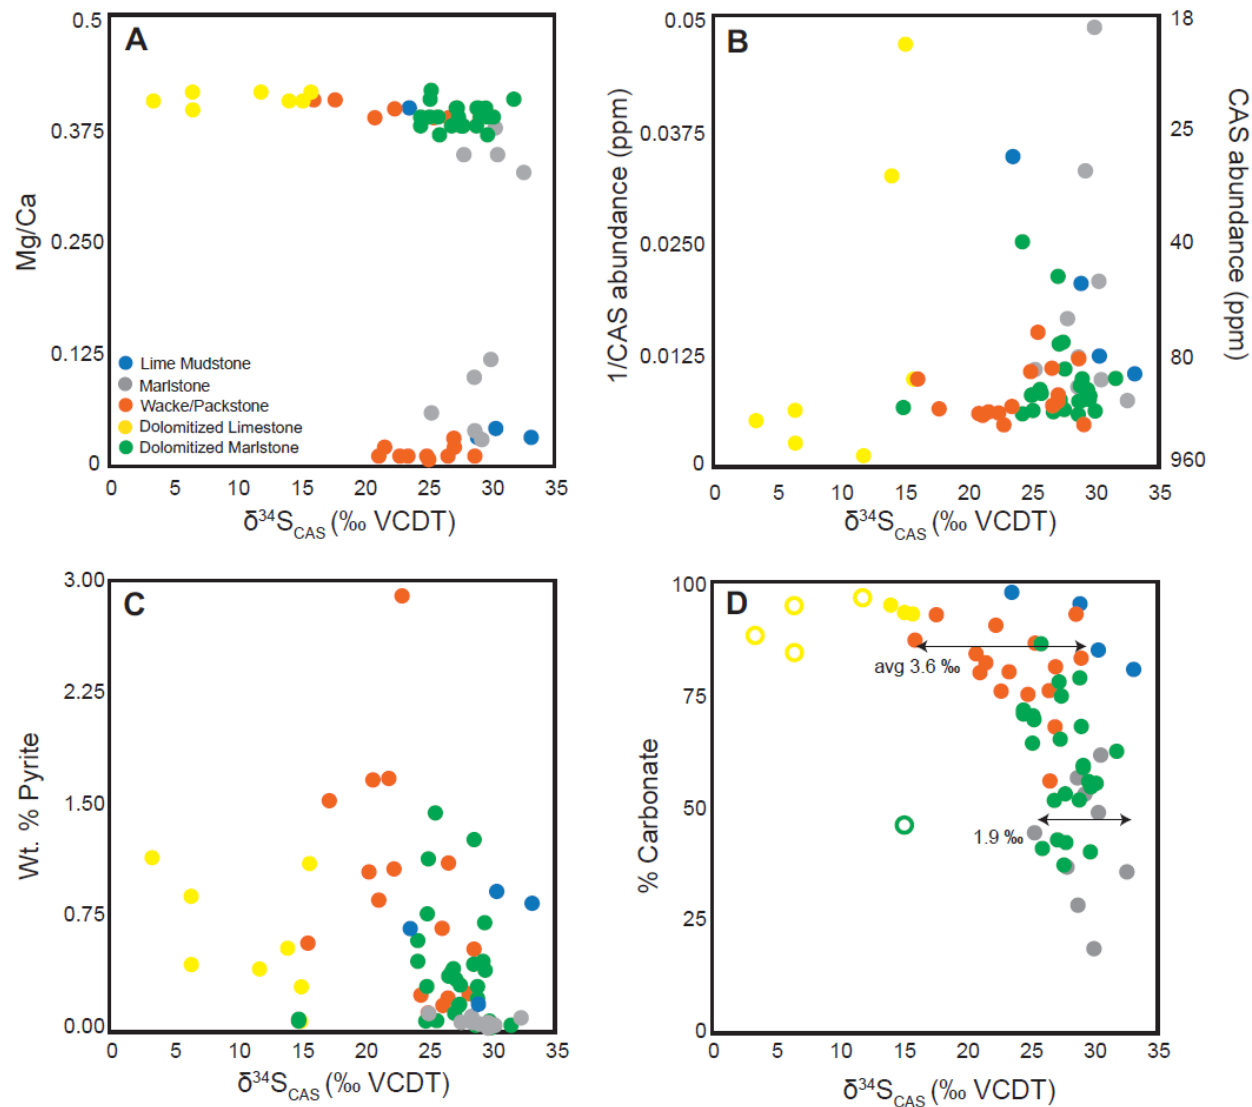 A
0.5
0.375
0.250
0.125
0
Mg/Ca
Lime Mudstone
Marlstone
Wacke/Packstone
Dolomitized Limestone
Dolomitized Marlstone
0 5 10 15 20 25 30 35
δ³⁴S_CAS (‰ VCDT)
B
0.05
0.0375
0.0250
0.0125
0
1/CAS abundance (ppm)
18
25
40
80
960
CAS abundance (ppm)
0 5 10 15 20 25 30 35
δ³⁴S_CAS (‰ VCDT)
C
3.00
2.25
1.50
0.75
0.00
Wt. % Pyrite
0 5 10 15 20 25 30 35
δ³⁴S_CAS (‰ VCDT)
D
100
75
50
25
0
% Carbonate
avg 3.6 ‰
1.9 ‰
0 5 10 15 20 25 30 35
δ³⁴S_CAS (‰ VCDT)